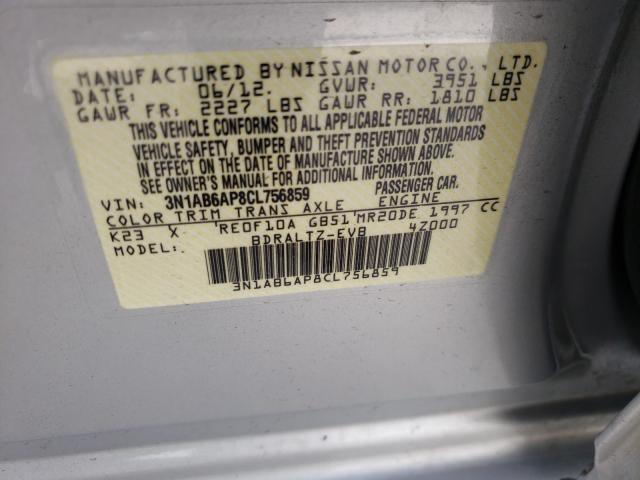 MANUFACTURED BY NISSAN MOTOR CO., LTD.
DATE: 06/12. GVWR: 3951 LBS
GAWR FR: 2227 LBS GAWR RR: 1810 LBS
THIS VEHICLE CONFORMS TO ALL APPLICABLE FEDERAL MOTOR
VEHICLE SAFETY, BUMPER AND THEFT PREVENTION STANDARDS
IN EFFECT ON THE DATE OF MANUFACTURE SHOWN ABOVE.
SEE OWNER'S MANUAL FOR ADDITIONAL INFORMATION.
VIN: 3N1AB6AP8CL756859 PASSENGER CAR.
COLOR TRIM TRANS AXLE ENGINE
K23 X RE0F10A GB51 MR20DE 1997 CC
MODEL: BDRALTZ-EVB 4Z000
3N1AB6AP8CL756859